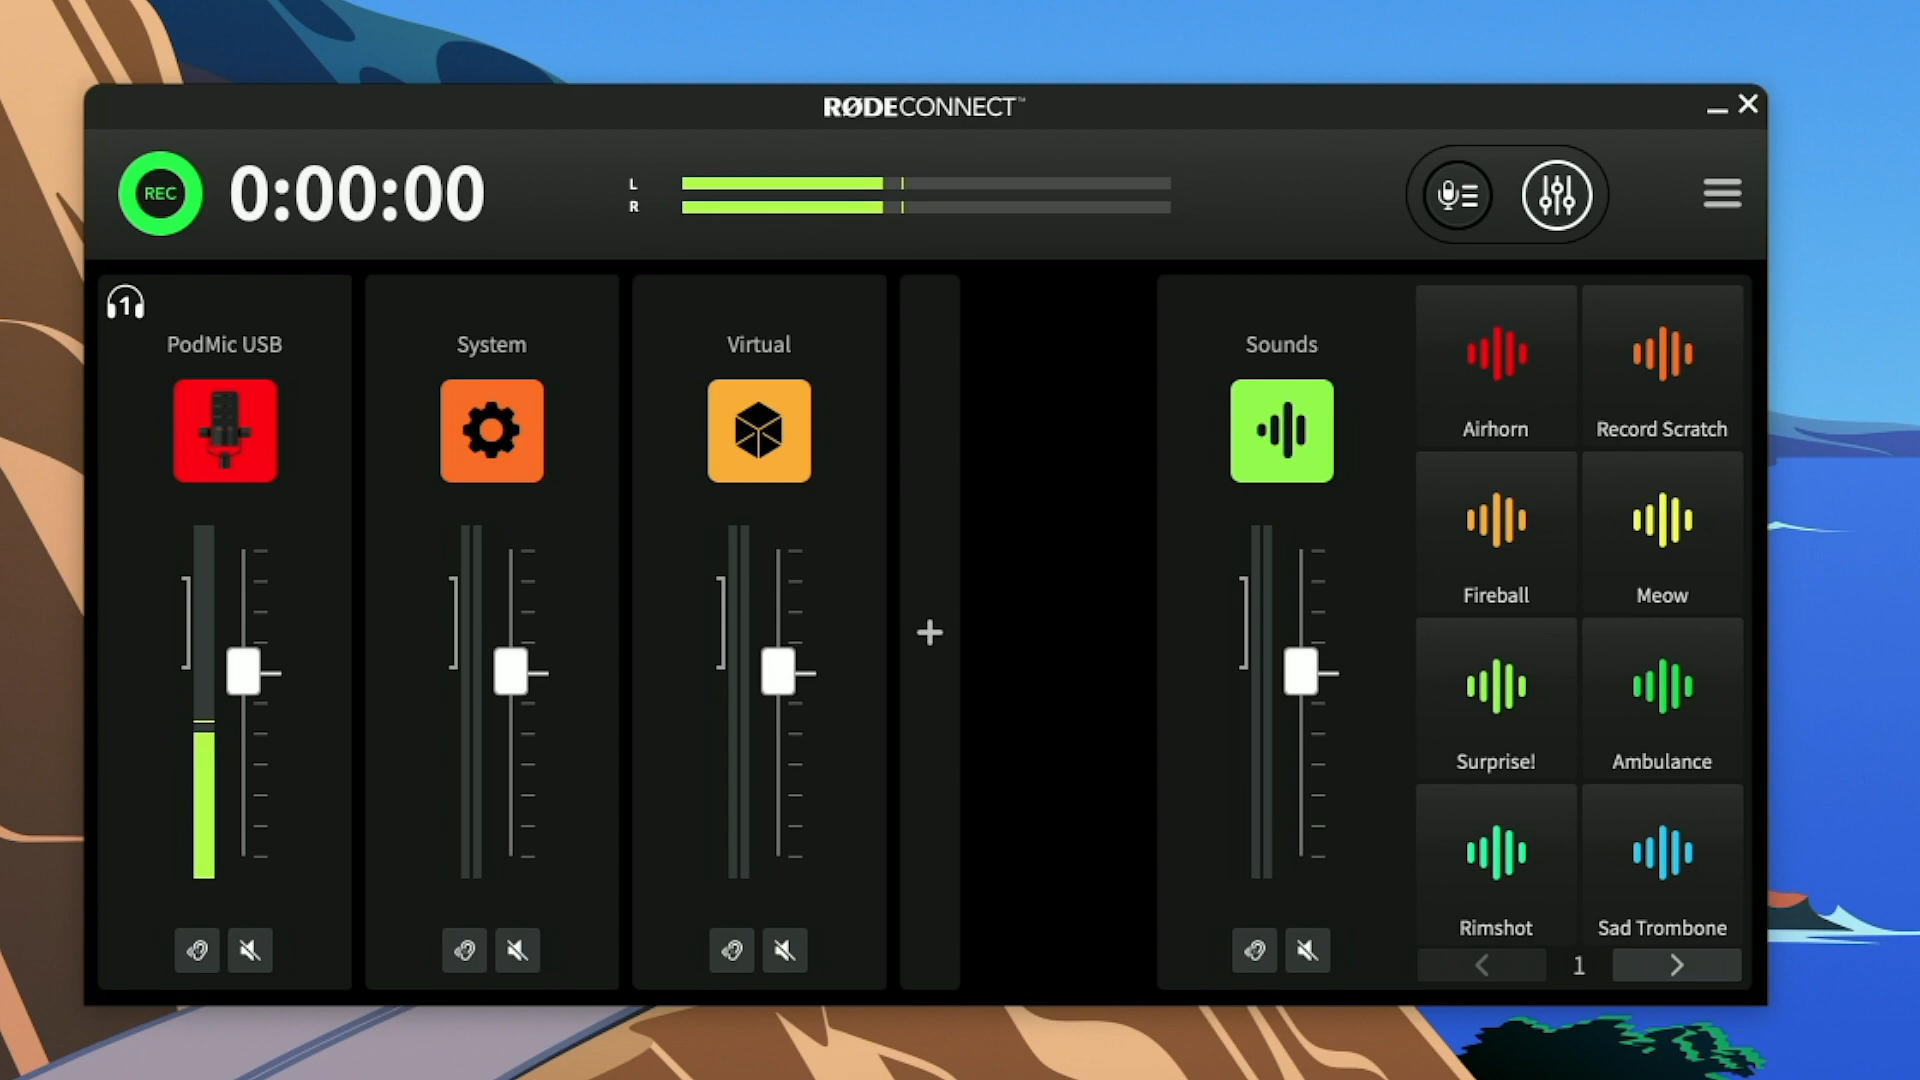 RØDECONNECT™
REC
0:00:00
L
R
1
PodMic USB
System
Virtual
Sounds
Airhorn
Record Scratch
Fireball
Meow
Surprise!
Ambulance
Rimshot
Sad Trombone
1